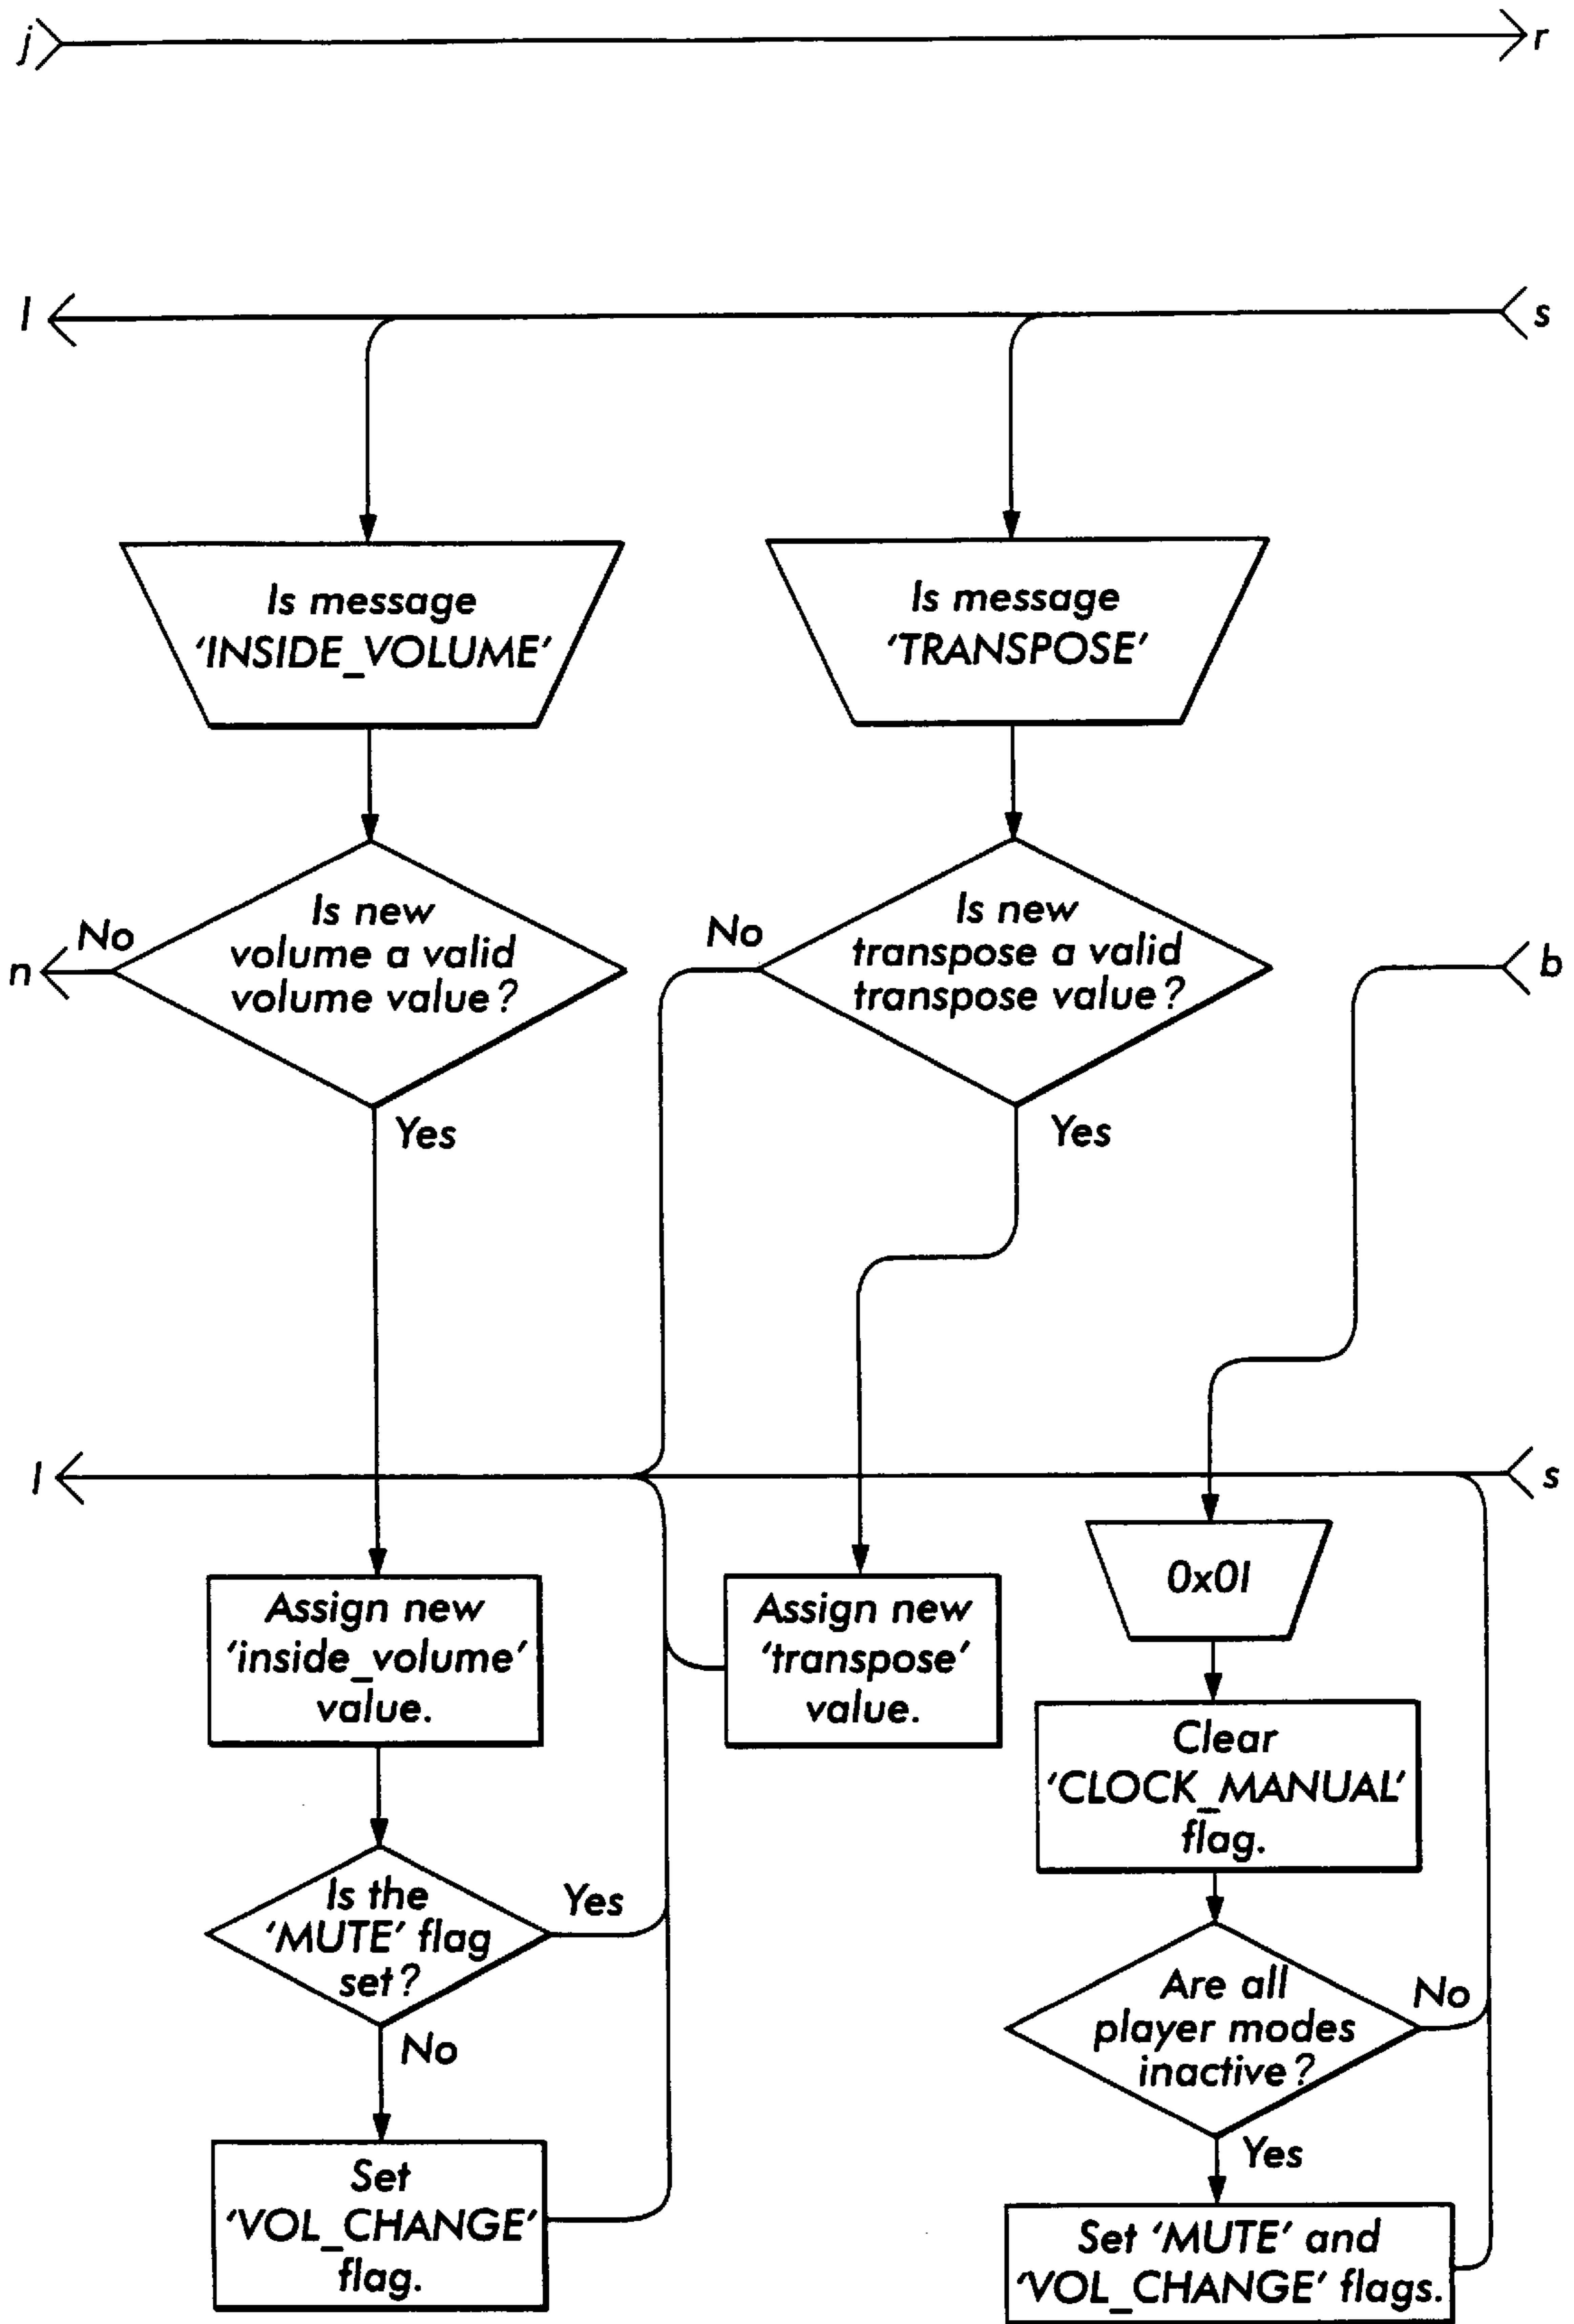 j
r
l
s
Is message
'INSIDE_VOLUME'
Is message
'TRANSPOSE'
Is new
volume a valid
volume value?
No
n
Yes
Is new
transpose a valid
transpose value?
No
Yes
b
l
s
Assign new
'inside_volume'
value.
Assign new
'transpose'
value.
0x01
Clear
'CLOCK_MANUAL'
flag.
Is the
'MUTE' flag
set?
Yes
No
Are all
player modes
inactive?
No
Yes
Set
'VOL_CHANGE'
flag.
Set 'MUTE' and
'VOL_CHANGE' flags.